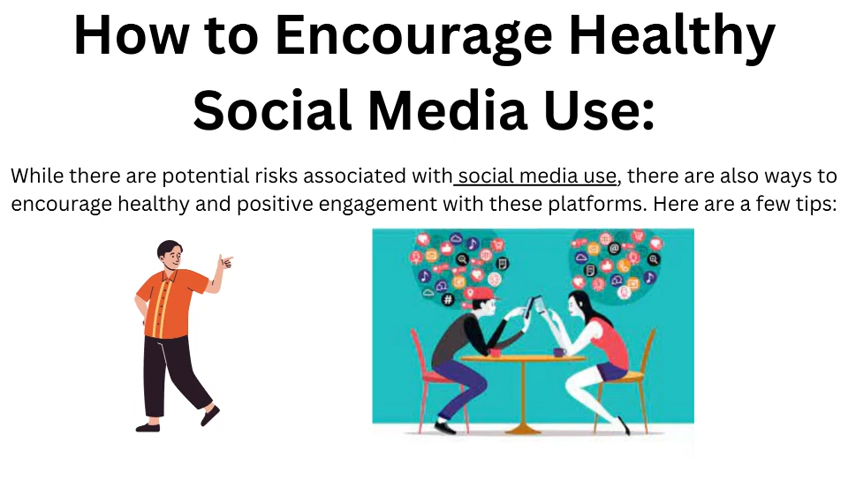 How to Encourage Healthy
Social Media Use:
While there are potential risks associated with social media use, there are also ways to
encourage healthy and positive engagement with these platforms. Here are a few tips: